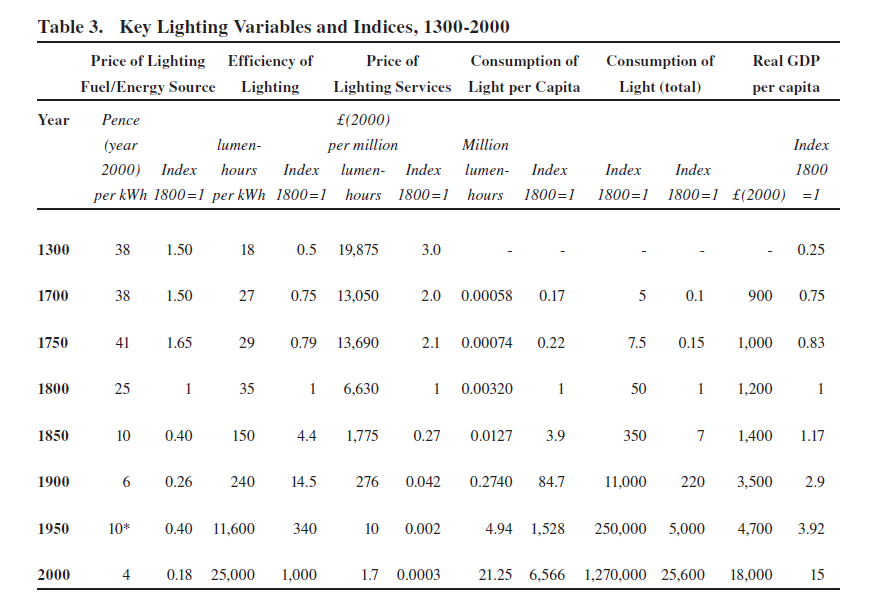 Table 3. Key Lighting Variables and Indices, 1300-2000
Price of Lighting Efficiency of Price of Consumption of Consumption of Real GDP
Fuel/Energy Source Lighting Lighting Services Light per Capita Light (total) per capita
Year Pence £(2000)
(year lumen- per million Million Index
2000) Index hours Index lumen- Index lumen- Index Index Index 1800
per kWh 1800=1 per kWh 1800=1 hours 1800=1 hours 1800=1 1800=1 1800=1 £(2000) =1
1300 38 1.50 18 0.5 19,875 3.0 - - - - - 0.25
1700 38 1.50 27 0.75 13,050 2.0 0.00058 0.17 5 0.1 900 0.75
1750 41 1.65 29 0.79 13,690 2.1 0.00074 0.22 7.5 0.15 1,000 0.83
1800 25 1 35 1 6,630 1 0.00320 1 50 1 1,200 1
1850 10 0.40 150 4.4 1,775 0.27 0.0127 3.9 350 7 1,400 1.17
1900 6 0.26 240 14.5 276 0.042 0.2740 84.7 11,000 220 3,500 2.9
1950 10* 0.40 11,600 340 10 0.002 4.94 1,528 250,000 5,000 4,700 3.92
2000 4 0.18 25,000 1,000 1.7 0.0003 21.25 6,566 1,270,000 25,600 18,000 15